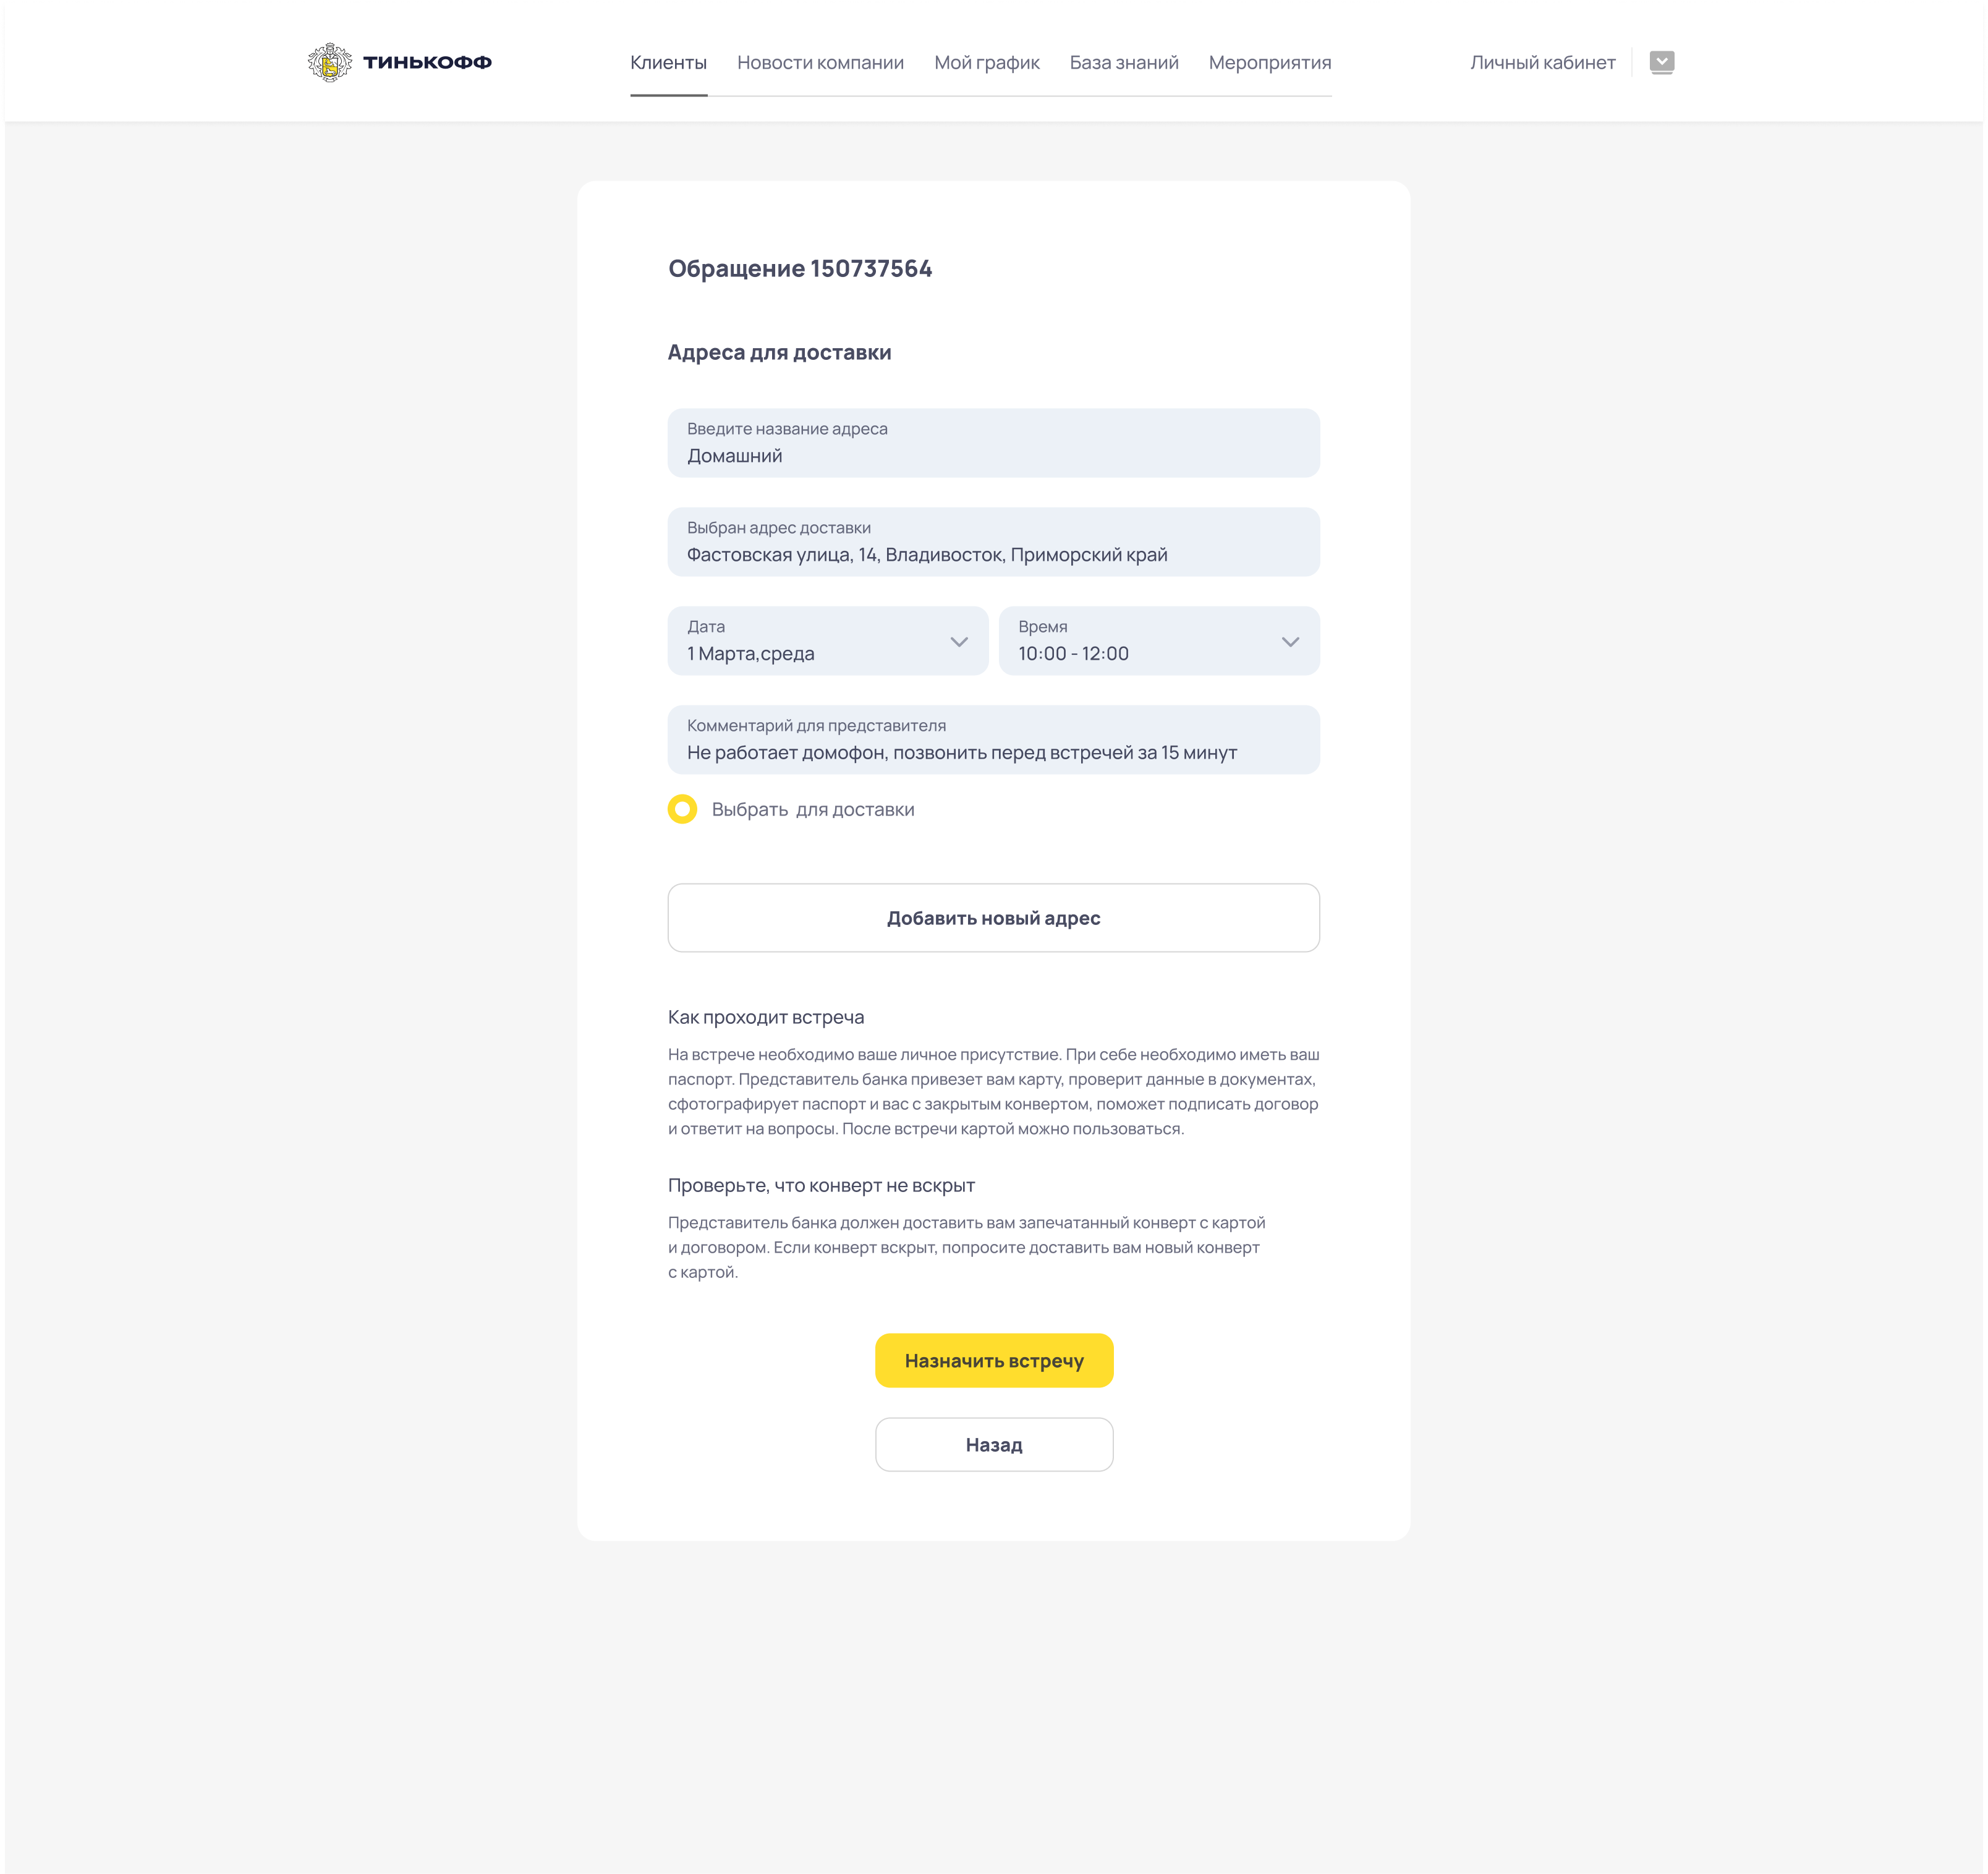 ТИНЬКОФФ
Клиенты
Новости компании
Мой график
База знаний
Мероприятия
Личный кабинет
Обращение 150737564
Адреса для доставки
Введите название адреса
Домашний
Выбран адрес доставки
Фастовская улица, 14, Владивосток, Приморский край
Дата
1 Марта,среда
Время
10:00 - 12:00
Комментарий для представителя
Не работает домофон, позвонить перед встречей за 15 минут
Выбрать для доставки
Добавить новый адрес
Как проходит встреча
На встрече необходимо ваше личное присутствие. При себе необходимо иметь ваш
паспорт. Представитель банка привезет вам карту, проверит данные в документах,
сфотографирует паспорт и вас с закрытым конвертом, поможет подписать договор
и ответит на вопросы. После встречи картой можно пользоваться.
Проверьте, что конверт не вскрыт
Представитель банка должен доставить вам запечатанный конверт с картой
и договором. Если конверт вскрыт, попросите доставить вам новый конверт
с картой.
Назначить встречу
Назад